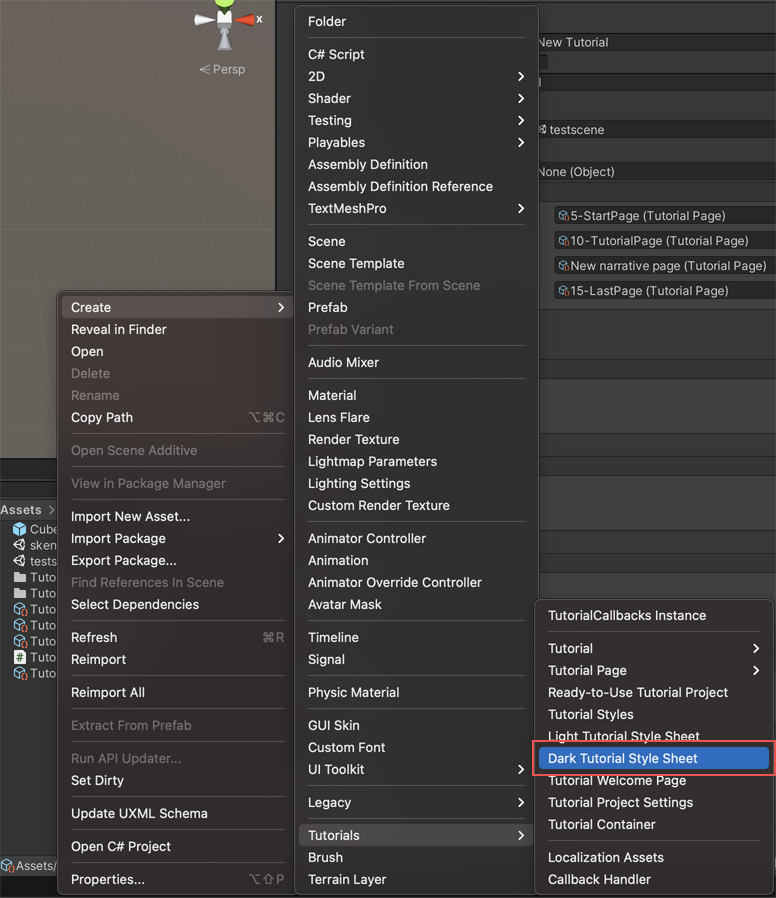 x
Persp
New Tutorial
testscene
None (Object)
5-StartPage (Tutorial Page)
10-TutorialPage (Tutorial Page)
New narrative page (Tutorial Page)
15-LastPage (Tutorial Page)
Assets
Cube
sken
tests
Tuto
Tuto
Tuto
Tuto
Tuto
Tuto
Tuto
Assets/
Create
Reveal in Finder
Open
Delete
Rename
Copy Path ⌥⌘C
Open Scene Additive
View in Package Manager
Import New Asset...
Import Package
Export Package...
Find References In Scene
Select Dependencies
Refresh ⌘R
Reimport
Reimport All
Extract From Prefab
Run API Updater...
Set Dirty
Update UXML Schema
Open C# Project
Properties... ⌥⇧P
Folder
C# Script
2D
Shader
Testing
Playables
Assembly Definition
Assembly Definition Reference
TextMeshPro
Scene
Scene Template
Scene Template From Scene
Prefab
Prefab Variant
Audio Mixer
Material
Lens Flare
Render Texture
Lightmap Parameters
Lighting Settings
Custom Render Texture
Animator Controller
Animation
Animator Override Controller
Avatar Mask
Timeline
Signal
Physic Material
GUI Skin
Custom Font
UI Toolkit
Legacy
Tutorials
Brush
Terrain Layer
TutorialCallbacks Instance
Tutorial
Tutorial Page
Ready-to-Use Tutorial Project
Tutorial Styles
Light Tutorial Style Sheet
Dark Tutorial Style Sheet
Tutorial Welcome Page
Tutorial Project Settings
Tutorial Container
Localization Assets
Callback Handler